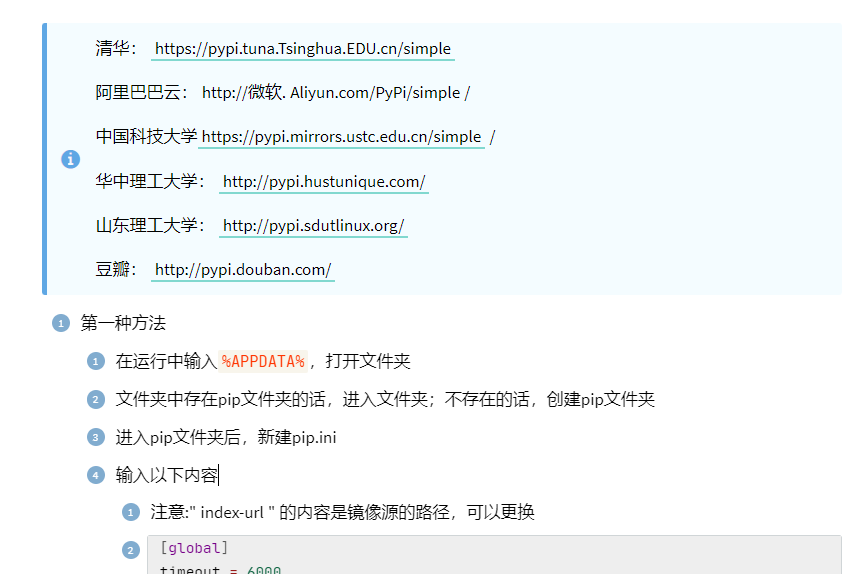 清华： https://pypi.tuna.Tsinghua.EDU.cn/simple
阿里巴巴云： http://微软. Aliyun.com/PyPi/simple /
中国科技大学 https://pypi.mirrors.ustc.edu.cn/simple /
华中理工大学： http://pypi.hustunique.com/
山东理工大学： http://pypi.sdutlinux.org/
豆瓣： http://pypi.douban.com/
1 第一种方法
1 在运行中输入 %APPDATA% ，打开文件夹
2 文件夹中存在pip文件夹的话，进入文件夹；不存在的话，创建pip文件夹
3 进入pip文件夹后，新建pip.ini
4 输入以下内容
1 注意:" index-url " 的内容是镜像源的路径，可以更换
2 [global]
timeout = 6000